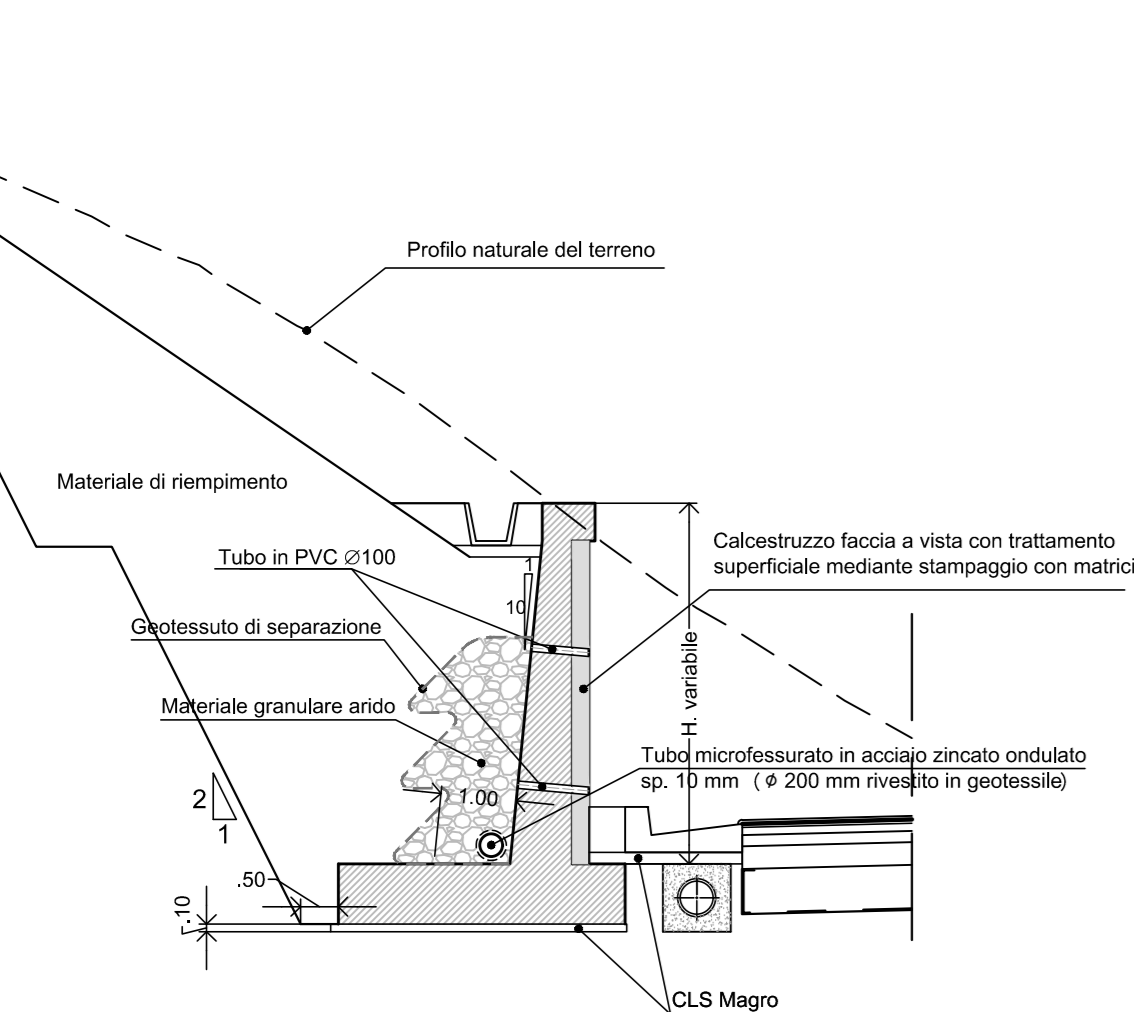 Profilo naturale del terreno
Materiale di riempimento
Calcestruzzo faccia a vista con trattamento
superficiale mediante stampaggio con matrici
Tubo in PVC Ø100
1
10
Geotessuto di separazione
H. variabile
Materiale granulare arido
Tubo microfessurato in acciaio zincato ondulato
sp. 10 mm ( ϕ 200 mm rivestito in geotessile)
1.00
2
1
.50
.10
CLS Magro